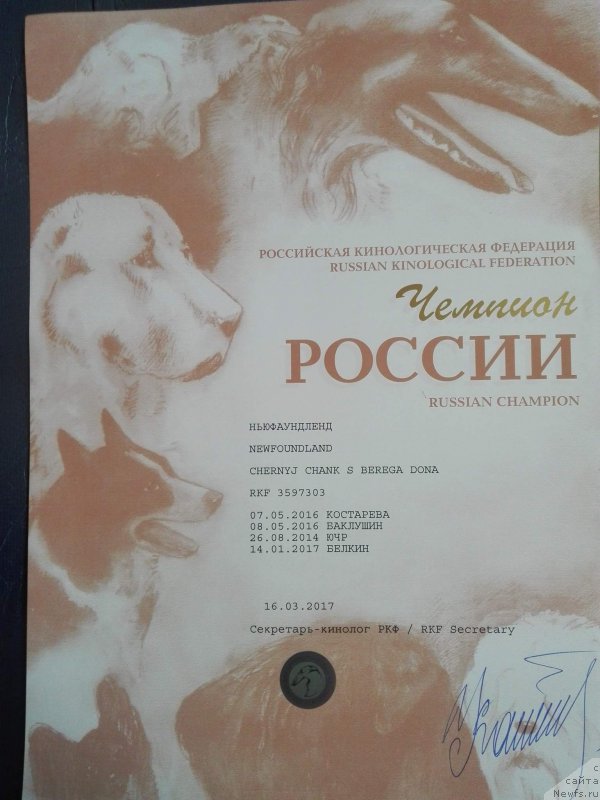 РОССИЙСКАЯ КИНОЛОГИЧЕСКАЯ ФЕДЕРАЦИЯ
RUSSIAN KINOLOGICAL FEDERATION
Чемпион
РОССИИ
RUSSIAN CHAMPION
НЬЮФАУНДЛЕНД
NEWFOUNDLAND
CHERNYJ CHANK S BEREGA DONA
RKF 3597303
07.05.2016 КОСТАРЕВА
08.05.2016 ВАКЛУШИН
26.08.2014 ЮЧР
14.01.2017 БЕЛКИН
16.03.2017
Секретарь-кинолог РКФ / RKF Secretary
с
сайта
Newfs.ru